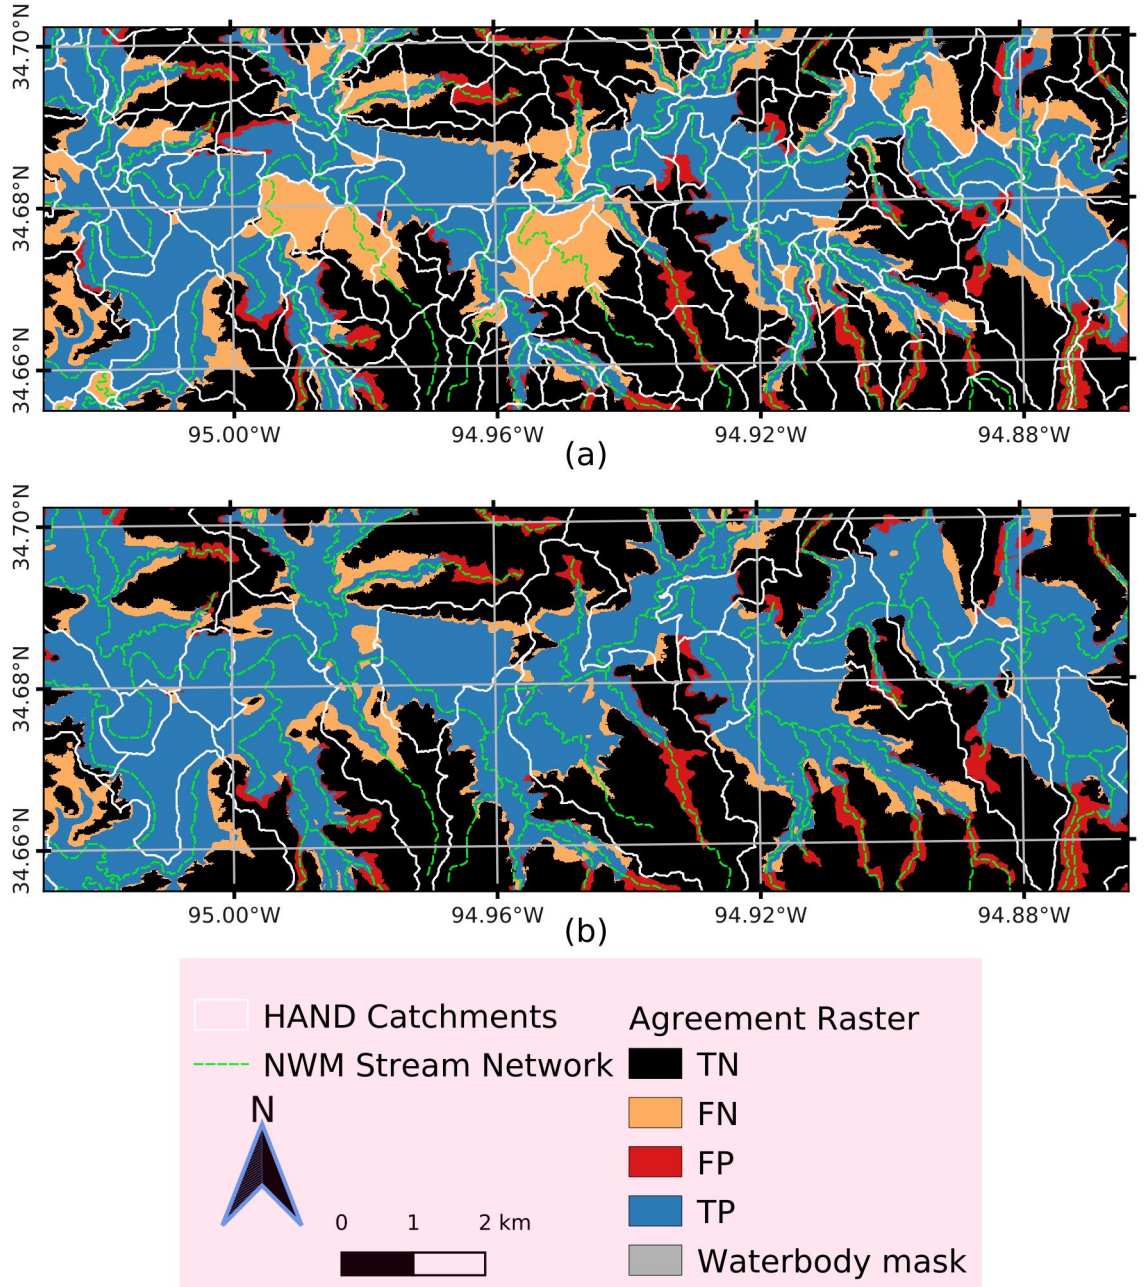 34.70°N
34.68°N
34.66°N
95.00°W 94.96°W 94.92°W 94.88°W
(a)
34.70°N
34.68°N
34.66°N
95.00°W 94.96°W 94.92°W 94.88°W
(b)
HAND Catchments
NWM Stream Network
N
0 1 2 km
Agreement Raster
TN
FN
FP
TP
Waterbody mask